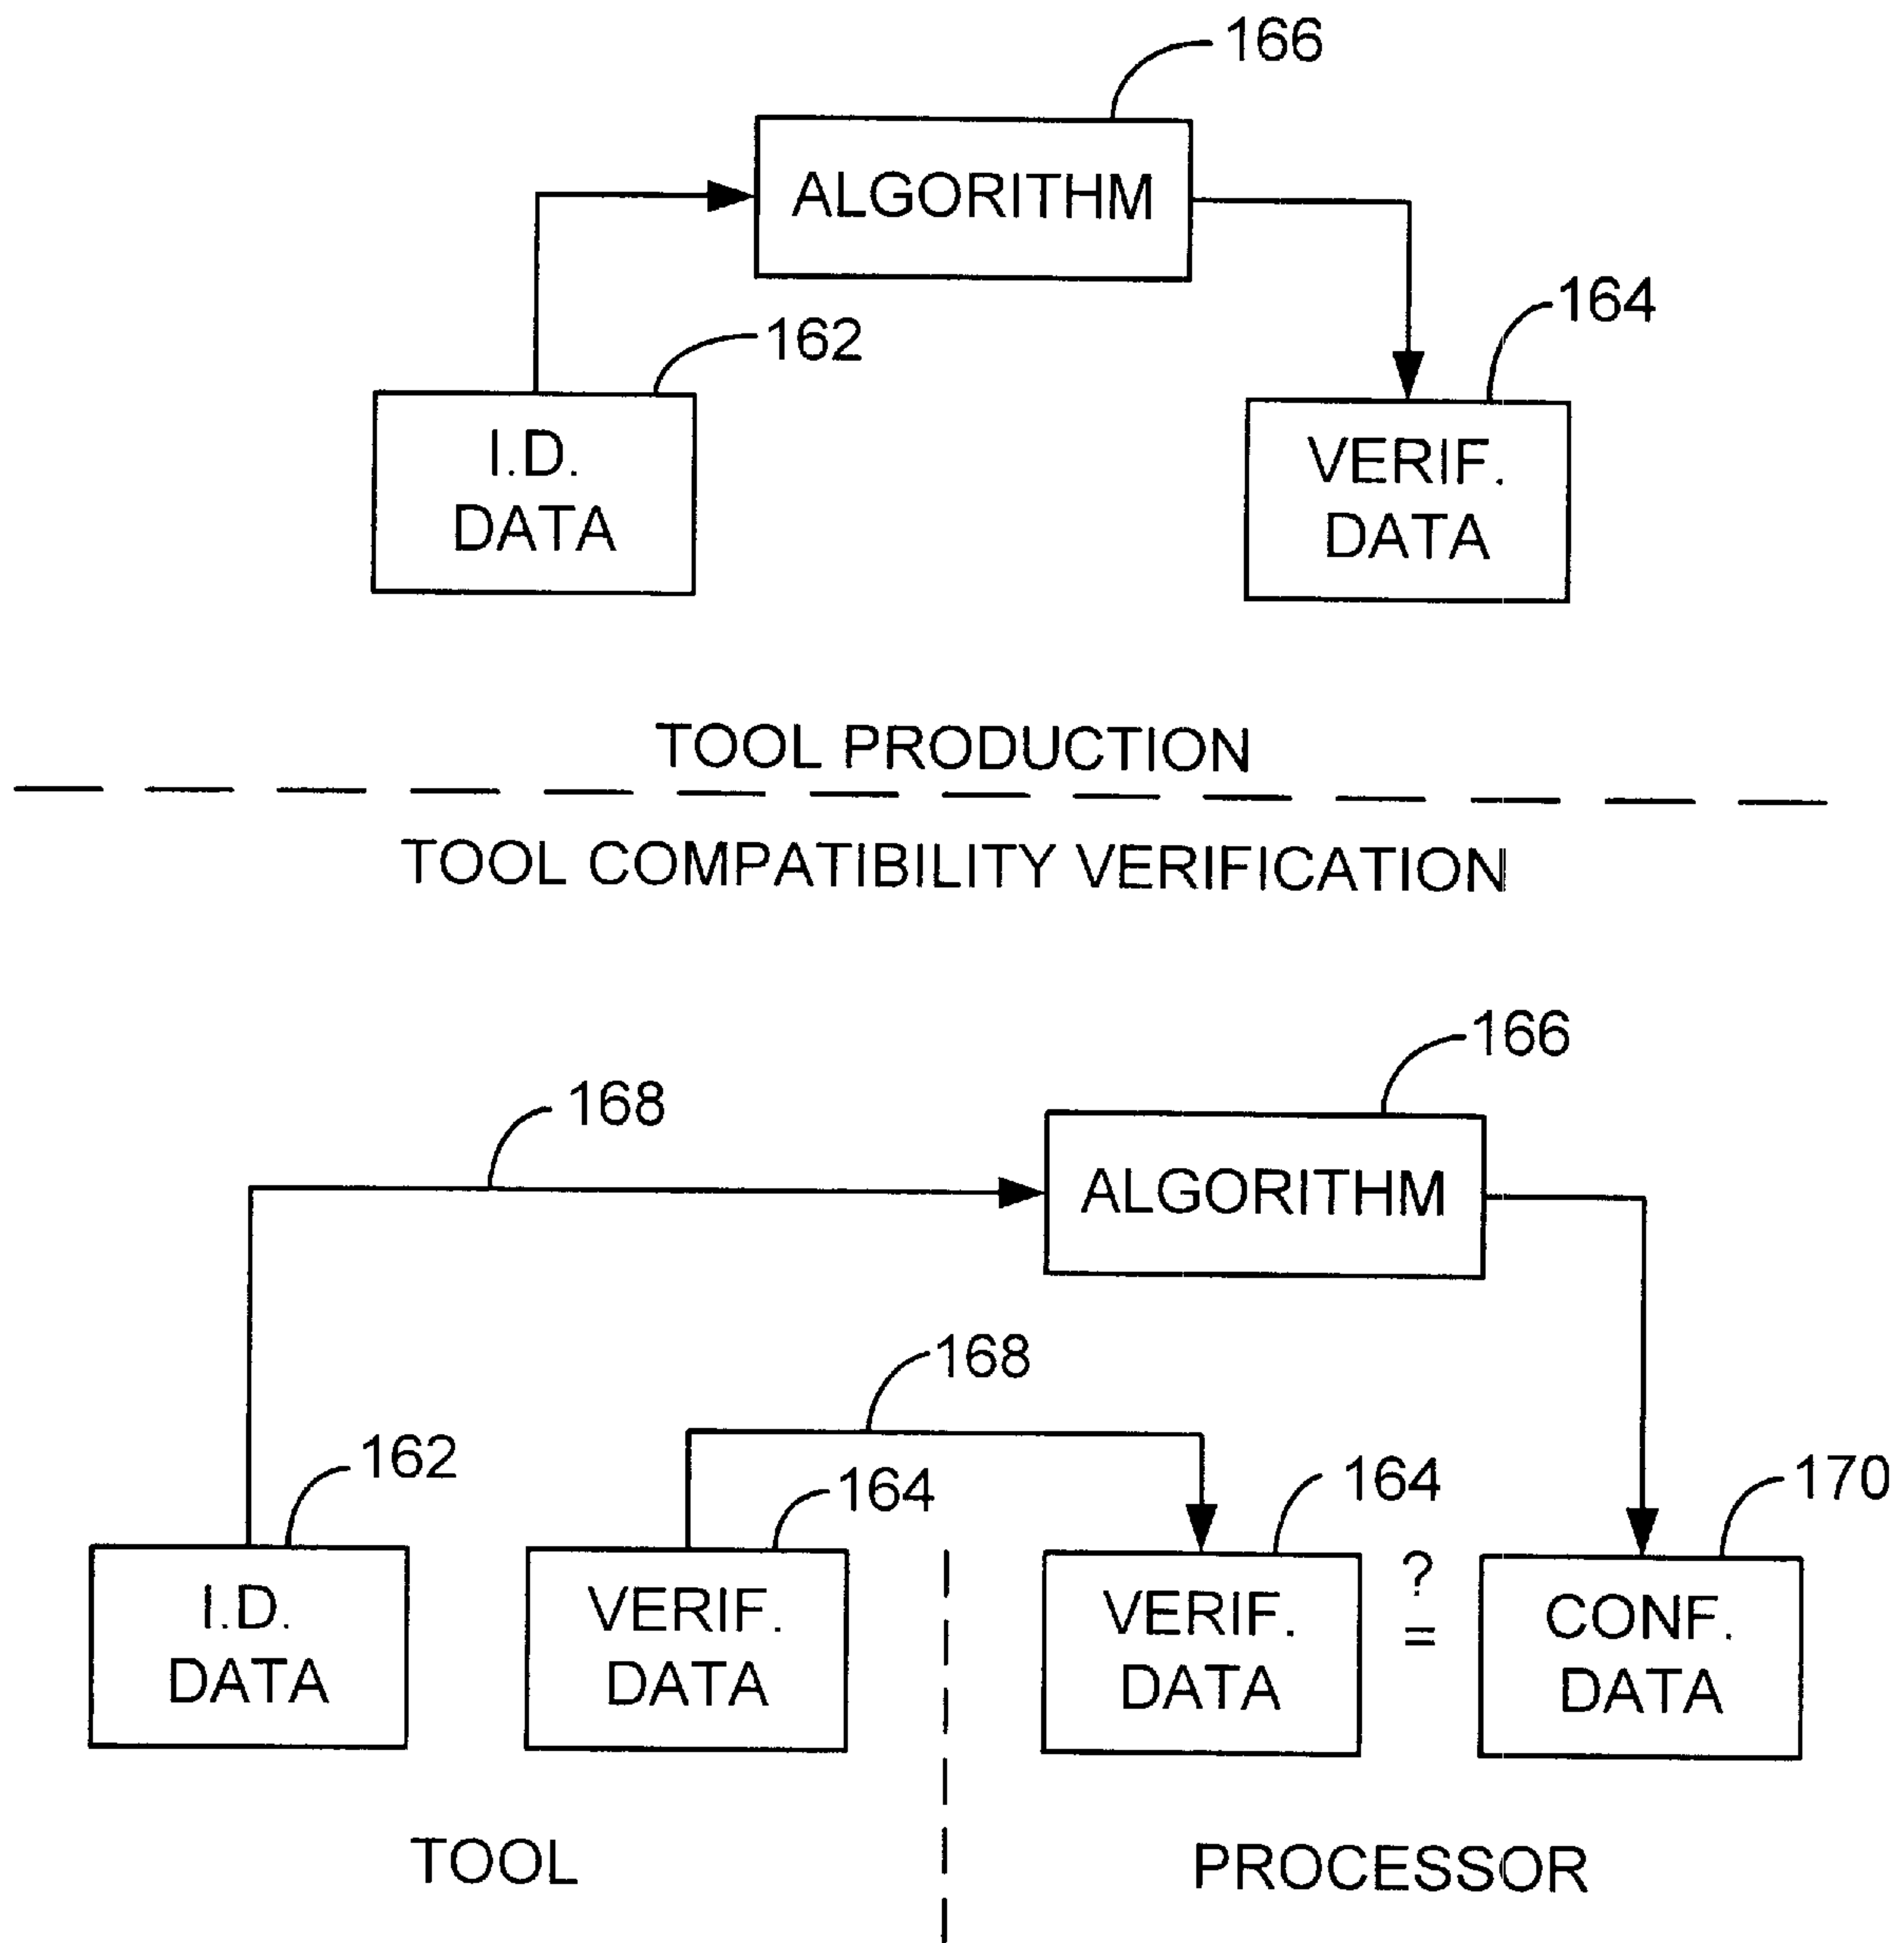 166
ALGORITHM
164
162
I.D.
DATA
VERIF.
DATA
TOOL PRODUCTION
TOOL COMPATIBILITY VERIFICATION
166
168
ALGORITHM
168
162
164
164
170
I.D.
DATA
VERIF.
DATA
VERIF.
DATA
?
=
CONF.
DATA
TOOL
PROCESSOR